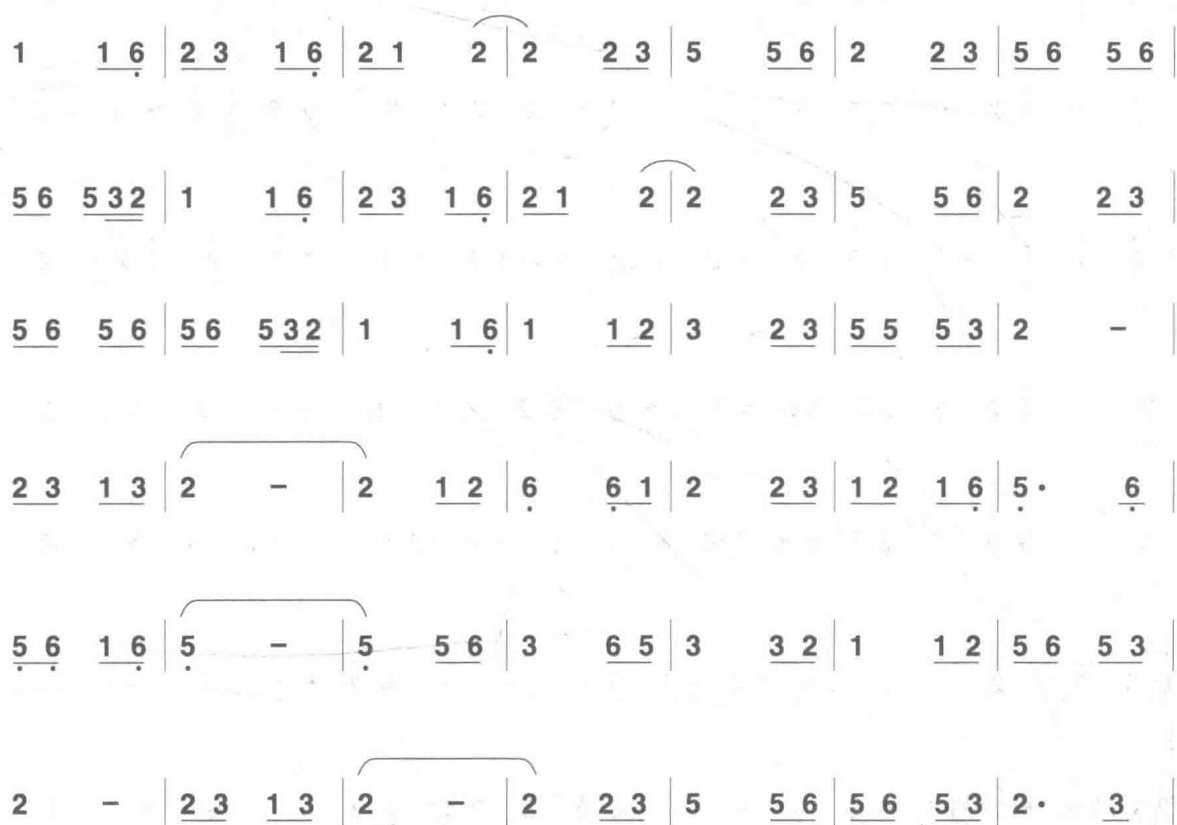 1 1 6̣ | 2 3 1 6̣ | 2 1 2 | 2 2 3 | 5 5 6 | 2 2 3 | 5 6 5 6 |
5 6 5 3 2 | 1 1 6̣ | 2 3 1 6̣ | 2 1 2 | 2 2 3 | 5 5 6 | 2 2 3 |
5 6 5 6 | 5 6 5 3 2 | 1 1 6̣ | 1 1 2 | 3 2 3 | 5 5 5 3 | 2 – |
2 3 1 3 | 2 – | 2 1 2 | 6̣ 6̣ 1 | 2 2 3 | 1 2 1 6̣ | 5̣· 6̣ |
5̣ 6̣ 1 6̣ | 5̣ – | 5̣ 5 6 | 3 6 5 | 3 3 2 | 1 1 2 | 5 6 5 3 |
2 – | 2 3 1 3 | 2 – | 2 2 3 | 5 5 6 | 5 6 5 3 | 2· 3 |